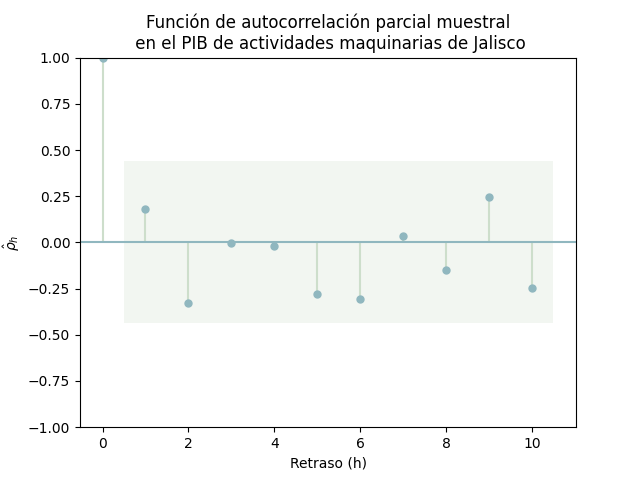 Función de autocorrelación parcial muestral
en el PIB de actividades maquinarias de Jalisco
1.00
0.75
0.50
0.25
0.00
−0.25
−0.50
−0.75
−1.00
ρ̂ₕ
0 2 4 6 8 10
Retraso (h)